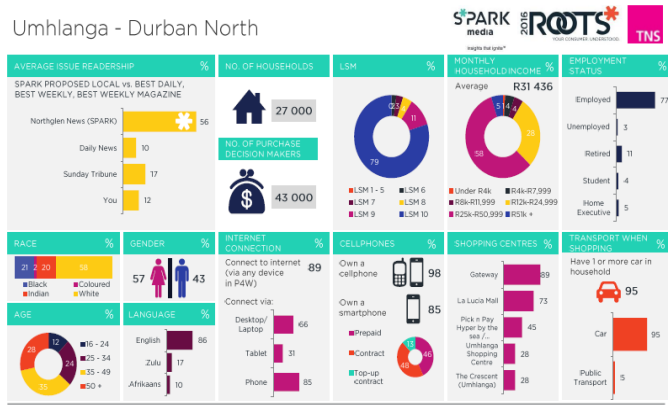 Umhlanga - Durban North
SPARK
media
insights that ignite
2016 ROOTS
YOUR CONSUMER. UNDERSTOOD.
TNS
AVERAGE ISSUE READERSHIP %
SPARK PROPOSED LOCAL vs. BEST DAILY,
BEST WEEKLY, BEST WEEKLY MAGAZINE
Northglen News (SPARK) 56
Daily News 10
Sunday Tribune 17
You 12
NO. OF HOUSEHOLDS
27 000
NO. OF PURCHASE
DECISION MAKERS
$
43 000
LSM %
11
79
LSM 1 - 5 LSM 6
LSM 7 LSM 8
LSM 9 LSM 10
MONTHLY
HOUSEHOLD INCOME %
Average R31 436
5 1 4 4
28
58
Under R4k R4k-R7,999
R8k-R11,999 R12k-R24,999
R25k-R50,999 R51k +
EMPLOYMENT
STATUS %
Employed 77
Unemployed 3
Retired 11
Student 4
Home
Executive 5
RACE %
21 2 20 38
Black Coloured
Indian White
GENDER %
57 43
AGE %
12
24
35
28
16 - 24
25 - 34
35 - 49
50 +
LANGUAGE %
English 86
Zulu 17
Afrikaans 10
INTERNET
CONNECTION %
Connect to internet
(via any device
in P4W) 89
Connect via:
Desktop/
Laptop 66
Tablet 31
Phone 85
CELLPHONES %
Own a
cellphone 98
Own a
smartphone 85
Prepaid
Contract
Top-up
contract
13
46
48
SHOPPING CENTRES %
Gateway 89
La Lucia Mall 73
Pick n Pay
Hyper by the
sea /.. 45
Umhlanga
Shopping
Centre 28
The Crescent
(Umhlanga) 28
TRANSPORT WHEN
SHOPPING %
Have 1 or more car in
household
95
Car 95
Public
Transport 5